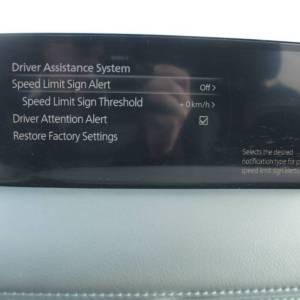 Driver Assistance System
Speed Limit Sign Alert Off >
Speed Limit Sign Threshold + 0 km/h >
Driver Attention Alert
Restore Factory Settings
Selects the desired
notification type for
speed limit sign alerts